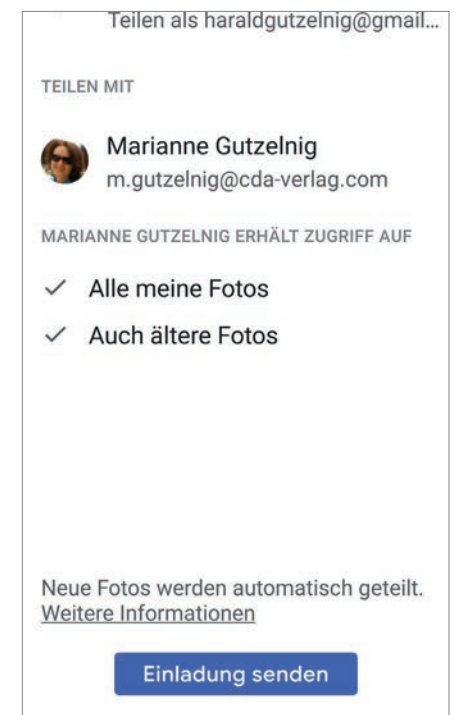 Teilen als haraldgutzelnig@gmail…
TEILEN MIT
Marianne Gutzelnig
m.gutzelnig@cda-verlag.com
MARIANNE GUTZELNIG ERHÄLT ZUGRIFF AUF
Alle meine Fotos
Auch ältere Fotos
Neue Fotos werden automatisch geteilt.
Weitere Informationen
Einladung senden